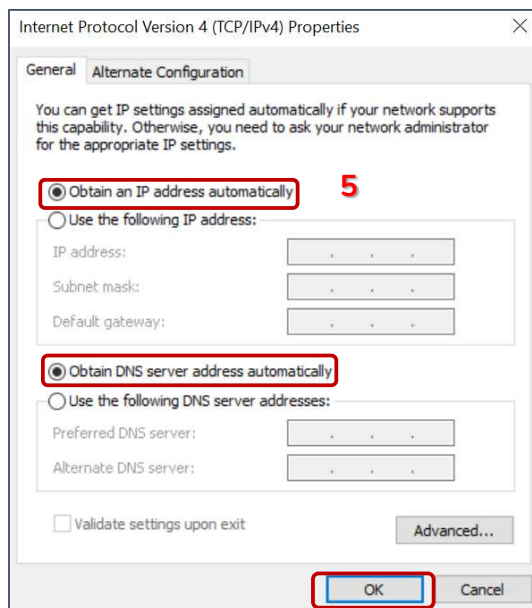 Internet Protocol Version 4 (TCP/IPv4) Properties
General
Alternate Configuration
You can get IP settings assigned automatically if your network supports
this capability. Otherwise, you need to ask your network administrator
for the appropriate IP settings.
Obtain an IP address automatically
5
Use the following IP address:
IP address:
Subnet mask:
Default gateway:
Obtain DNS server address automatically
Use the following DNS server addresses:
Preferred DNS server:
Alternate DNS server:
Validate settings upon exit
Advanced...
OK
Cancel